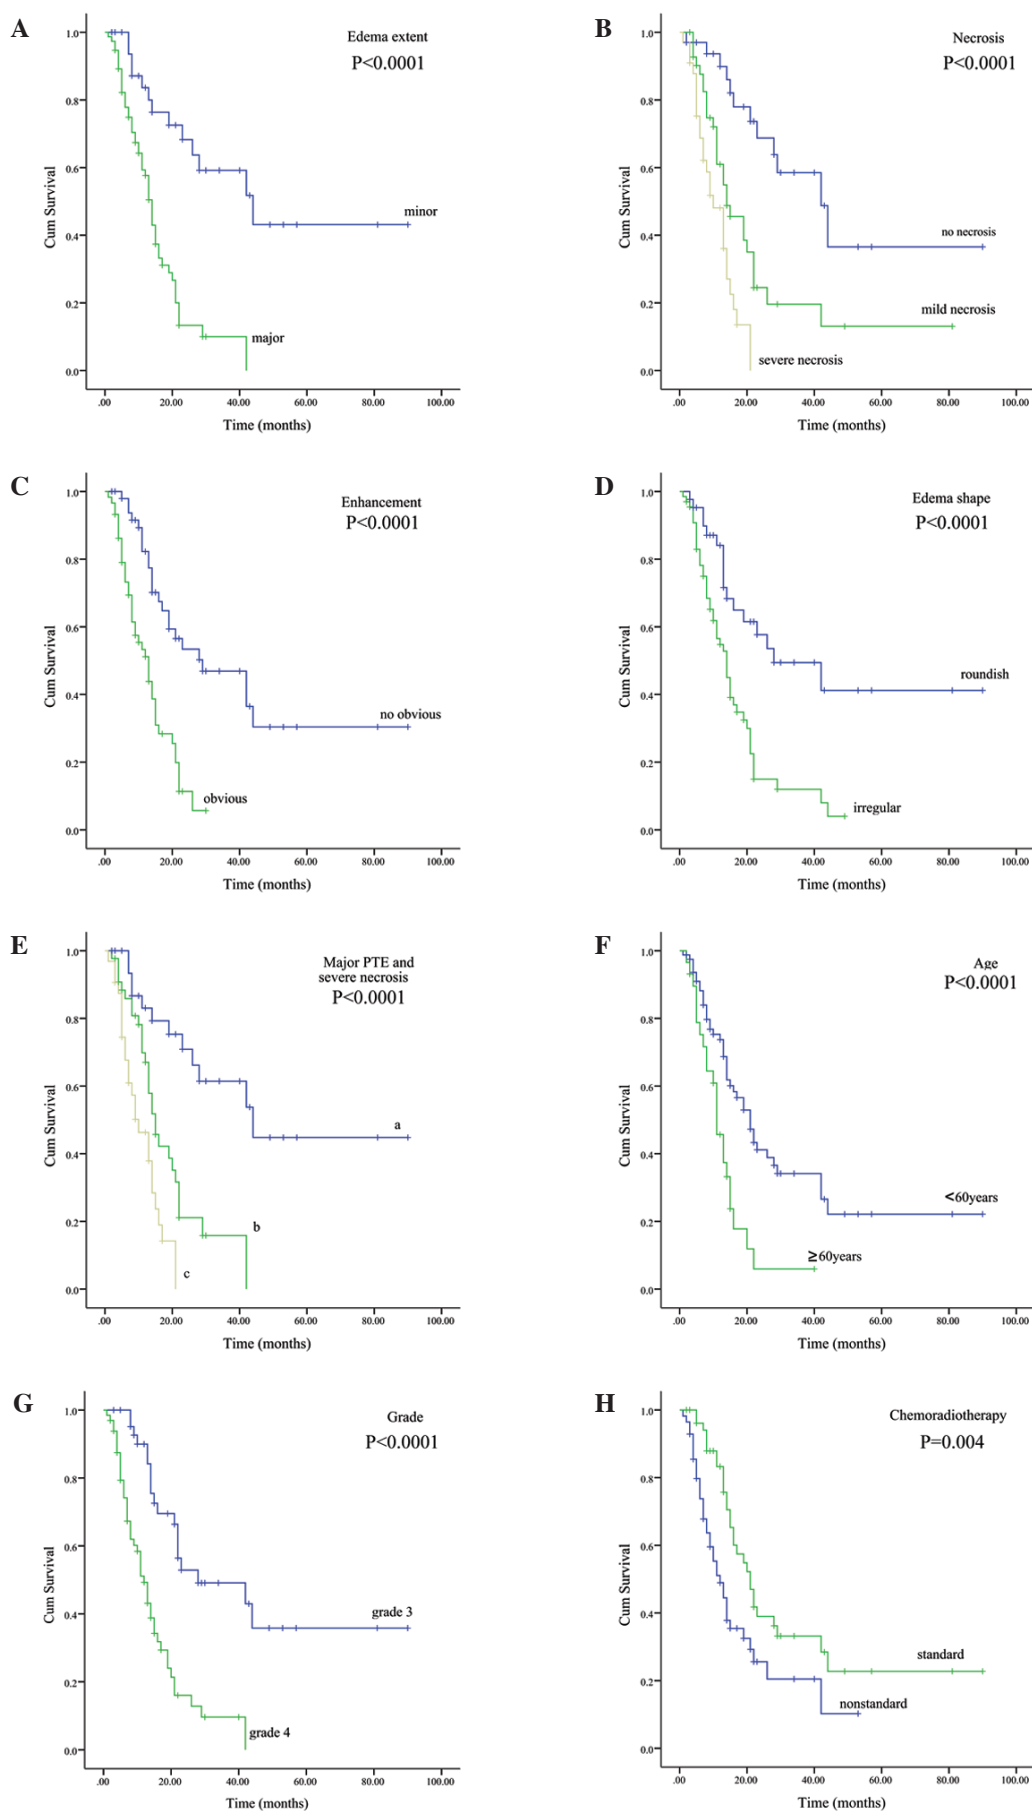 A
Edema extent
P<0.0001
Cum Survival
1.0
0.8
0.6
0.4
0.2
0.0
minor
major
.00 20.00 40.00 60.00 80.00 100.00
Time (months)
B
Necrosis
P<0.0001
Cum Survival
1.0
0.8
0.6
0.4
0.2
0.0
no necrosis
mild necrosis
severe necrosis
.00 20.00 40.00 60.00 80.00 100.00
Time (months)
C
Enhancement
P<0.0001
Cum Survival
1.0
0.8
0.6
0.4
0.2
0.0
no obvious
obvious
.00 20.00 40.00 60.00 80.00 100.00
Time (months)
D
Edema shape
P<0.0001
Cum Survival
1.0
0.8
0.6
0.4
0.2
0.0
roundish
irregular
.00 20.00 40.00 60.00 80.00 100.00
Time (months)
E
Major PTE and
severe necrosis
P<0.0001
Cum Survival
1.0
0.8
0.6
0.4
0.2
0.0
a
b
c
.00 20.00 40.00 60.00 80.00 100.00
Time (months)
F
Age
P<0.0001
Cum Survival
1.0
0.8
0.6
0.4
0.2
0.0
<60years
≥60years
.00 20.00 40.00 60.00 80.00 100.00
Time (months)
G
Grade
P<0.0001
Cum Survival
1.0
0.8
0.6
0.4
0.2
0.0
grade 3
grade 4
.00 20.00 40.00 60.00 80.00 100.00
Time (months)
H
Chemoradiotherapy
P=0.004
Cum Survival
1.0
0.8
0.6
0.4
0.2
0.0
standard
nonstandard
.00 20.00 40.00 60.00 80.00 100.00
Time (months)